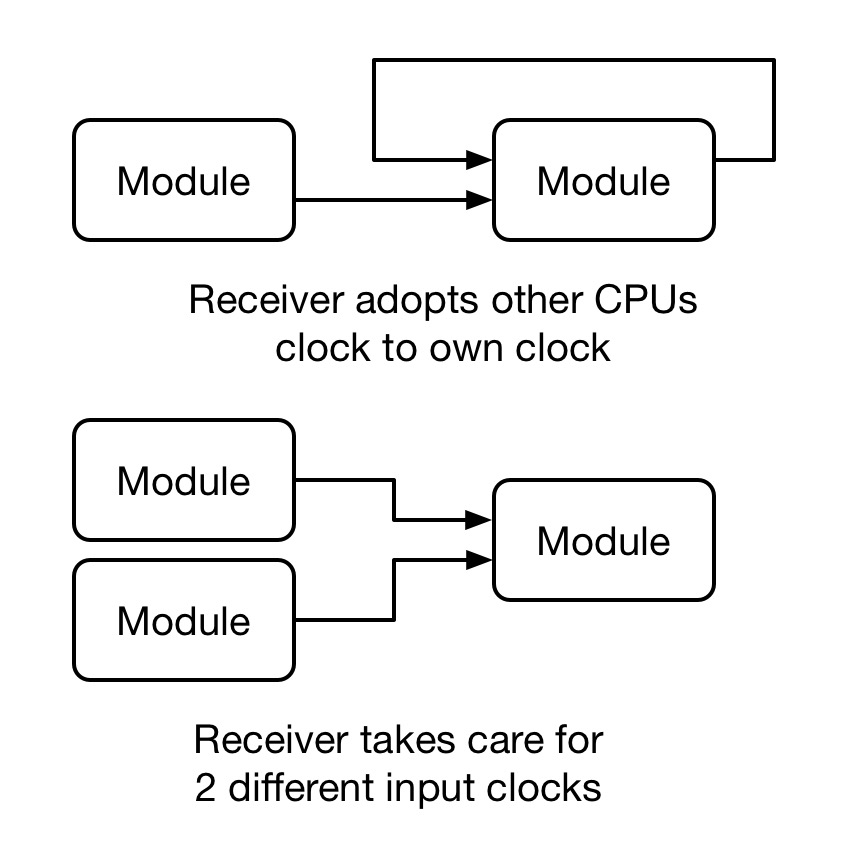 Module
Module
Receiver adopts other CPUs
clock to own clock
Module
Module
Module
Receiver takes care for
2 different input clocks